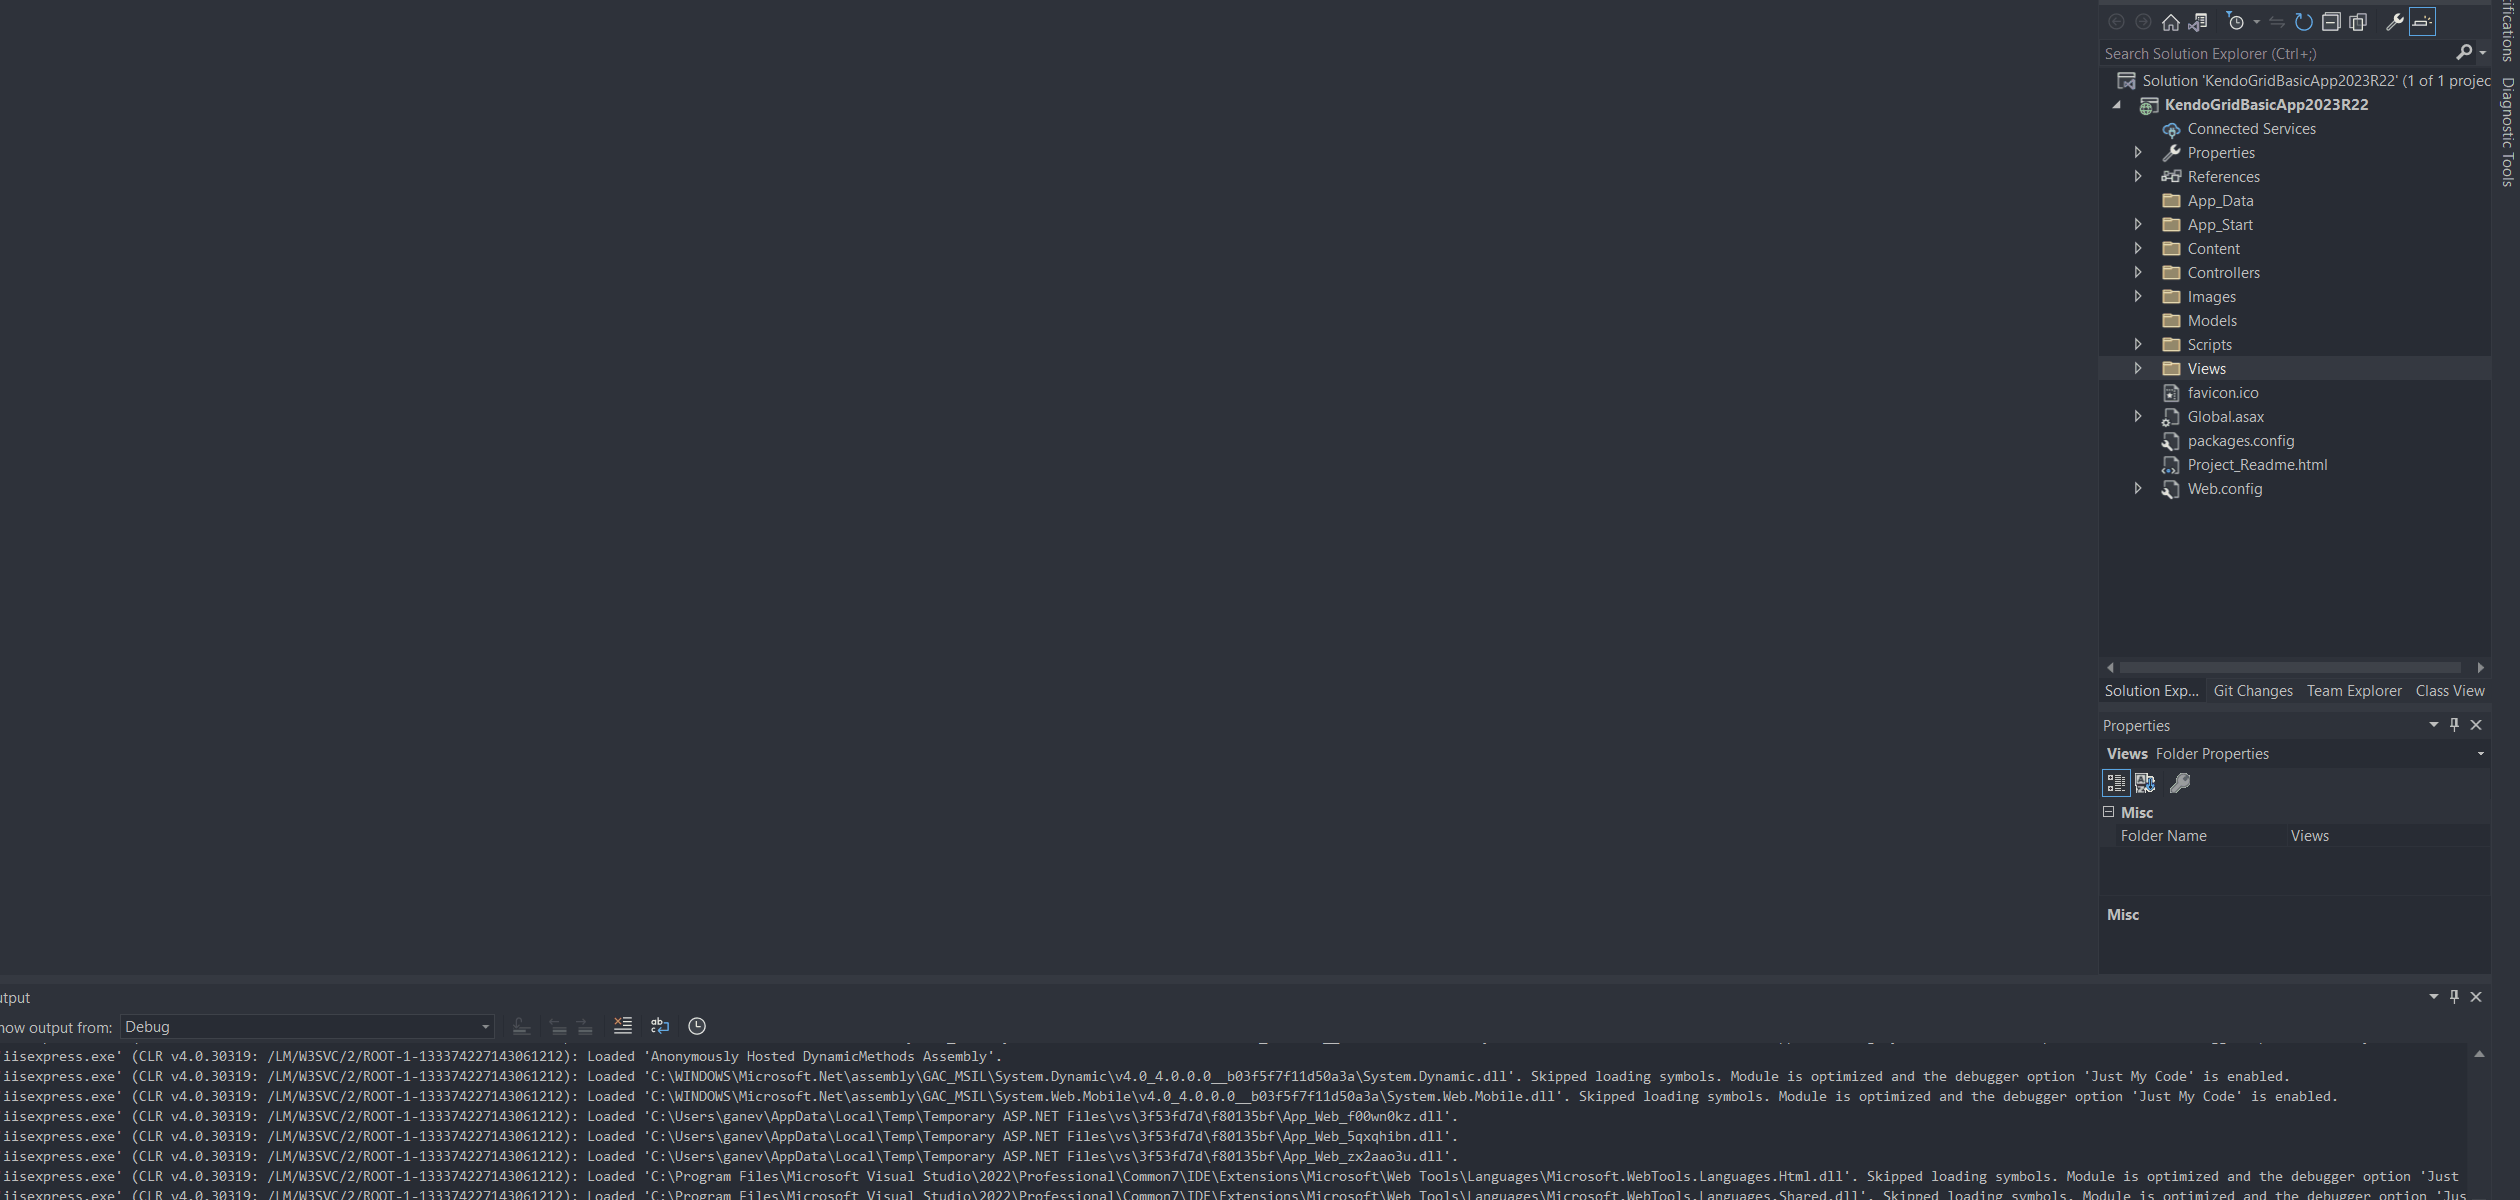 Search Solution Explorer (Ctrl+;)
Solution 'KendoGridBasicApp2023R22' (1 of 1 projec
KendoGridBasicApp2023R22
Connected Services
Properties
References
App_Data
App_Start
Content
Controllers
Images
Models
Scripts
Views
favicon.ico
Global.asax
packages.config
Project_Readme.html
Web.config
Solution Exp... Git Changes Team Explorer Class View
Properties
Views Folder Properties
Misc
Folder Name Views
Misc
ifications
Diagnostic Tools
utput
how output from: Debug
iisexpress.exe' (CLR v4.0.30319: /LM/W3SVC/2/ROOT-1-133374227143061212): Loaded 'Anonymously Hosted DynamicMethods Assembly'.
iisexpress.exe' (CLR v4.0.30319: /LM/W3SVC/2/ROOT-1-133374227143061212): Loaded 'C:\WINDOWS\Microsoft.Net\assembly\GAC_MSIL\System.Dynamic\v4.0_4.0.0.0__b03f5f7f11d50a3a\System.Dynamic.dll'. Skipped loading symbols. Module is optimized and the debugger option 'Just My Code' is enabled.
iisexpress.exe' (CLR v4.0.30319: /LM/W3SVC/2/ROOT-1-133374227143061212): Loaded 'C:\WINDOWS\Microsoft.Net\assembly\GAC_MSIL\System.Web.Mobile\v4.0_4.0.0.0__b03f5f7f11d50a3a\System.Web.Mobile.dll'. Skipped loading symbols. Module is optimized and the debugger option 'Just My Code' is enabled.
iisexpress.exe' (CLR v4.0.30319: /LM/W3SVC/2/ROOT-1-133374227143061212): Loaded 'C:\Users\ganev\AppData\Local\Temp\Temporary ASP.NET Files\vs\3f53fd7d\f80135bf\App_Web_f00wn0kz.dll'.
iisexpress.exe' (CLR v4.0.30319: /LM/W3SVC/2/ROOT-1-133374227143061212): Loaded 'C:\Users\ganev\AppData\Local\Temp\Temporary ASP.NET Files\vs\3f53fd7d\f80135bf\App_Web_5qxqhibn.dll'.
iisexpress.exe' (CLR v4.0.30319: /LM/W3SVC/2/ROOT-1-133374227143061212): Loaded 'C:\Users\ganev\AppData\Local\Temp\Temporary ASP.NET Files\vs\3f53fd7d\f80135bf\App_Web_zx2aao3u.dll'.
iisexpress.exe' (CLR v4.0.30319: /LM/W3SVC/2/ROOT-1-133374227143061212): Loaded 'C:\Program Files\Microsoft Visual Studio\2022\Professional\Common7\IDE\Extensions\Microsoft\Web Tools\Languages\Microsoft.WebTools.Languages.Html.dll'. Skipped loading symbols. Module is optimized and the debugger option 'Just
iisexpress.exe' (CLR v4.0.30319: /LM/W3SVC/2/ROOT-1-133374227143061212): Loaded 'C:\Program Files\Microsoft Visual Studio\2022\Professional\Common7\IDE\Extensions\Microsoft\Web Tools\Languages\Microsoft.WebTools.Languages.Shared.dll'. Skipped loading symbols. Module is optimized and the debugger option 'Jus